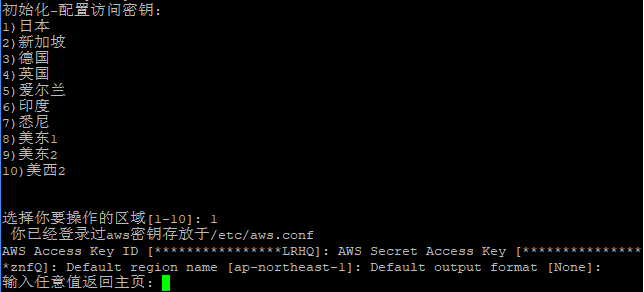 初始化-配置访问密钥:
1)日本
2)新加坡
3)德国
4)英国
5)爱尔兰
6)印度
7)悉尼
8)美东1
9)美东2
10)美西2
选择你要操作的区域[1-10]: 1
你已经登录过aws密钥存放于/etc/aws.conf
AWS Access Key ID [****************LRHQ]: AWS Secret Access Key [***************
*znfQ]: Default region name [ap-northeast-1]: Default output format [None]:
输入任意值返回主页: